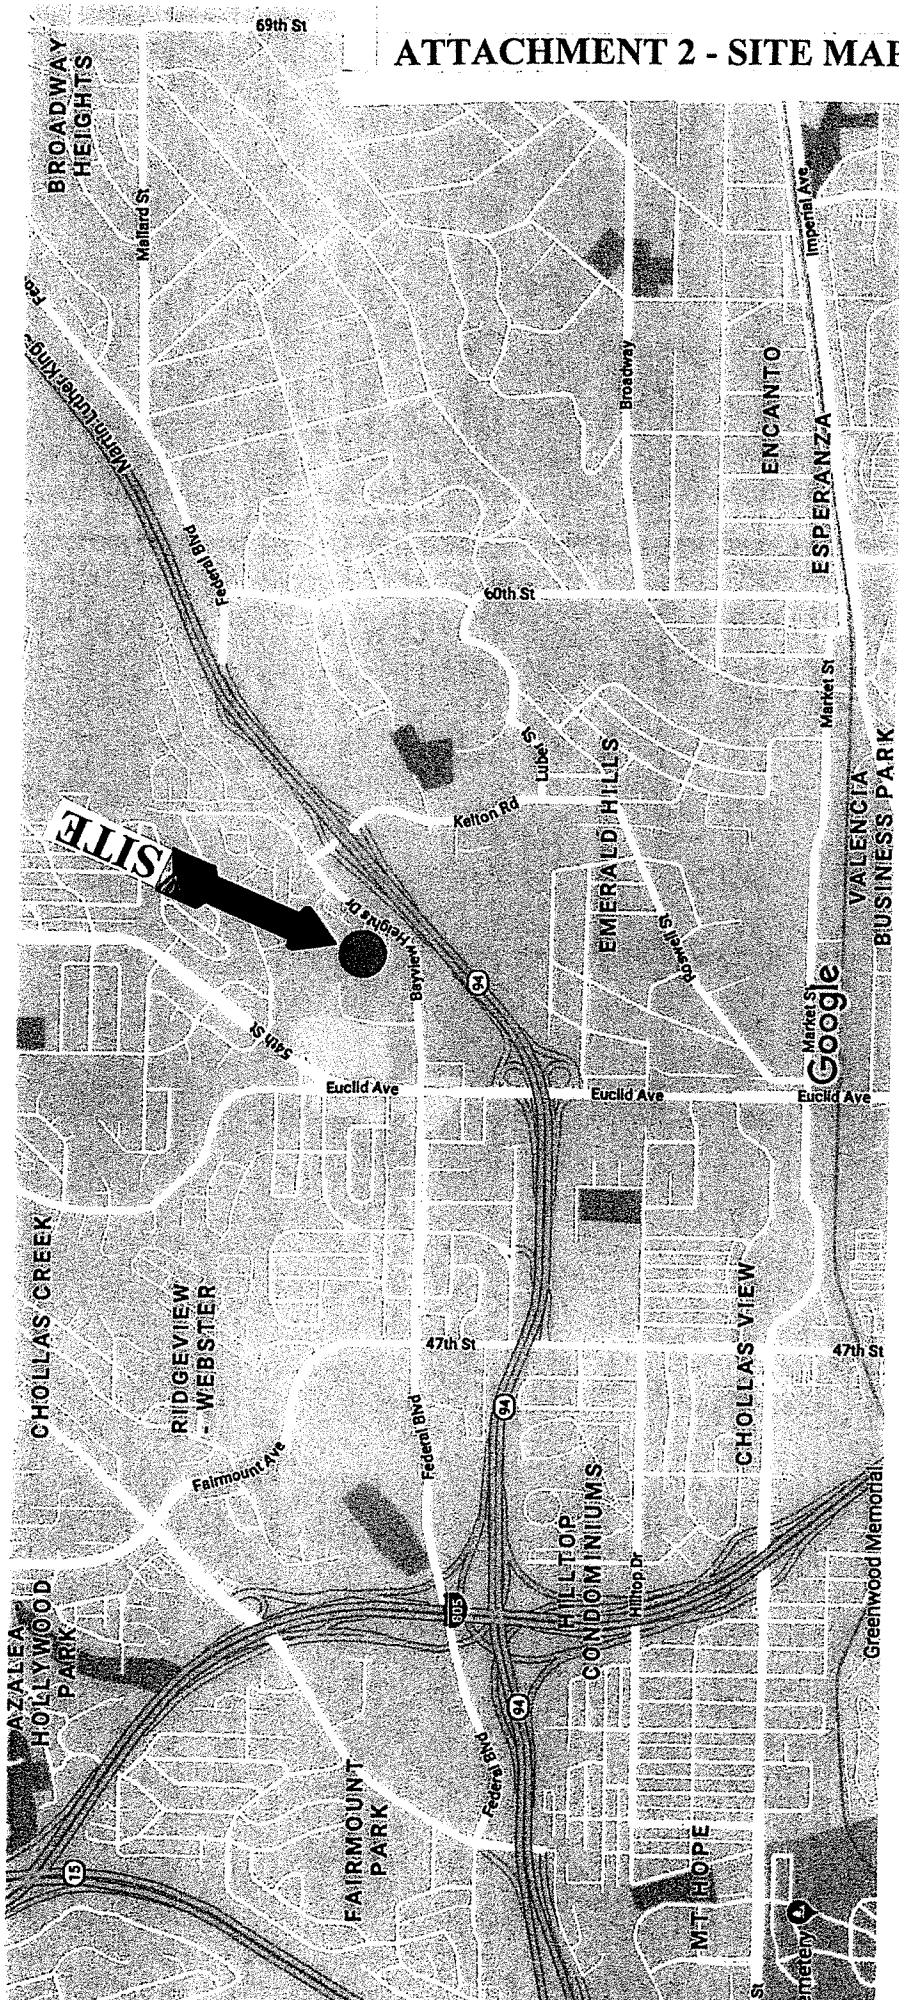 69th St
ATTACHMENT 2 - SITE MAP
BROADWAY
HEIGHTS
Mallard St
Imperial Ave
Broadway
ENCANTO
ESPERANZA
Federal Blvd
Federal Blvd
60th St
Market St
Luber St
Kelton Rd
EMERALD HILLS
VALENCIA
BUSINESS PARK
SITE
Bayview Heights Dr
94
Roswell St
Market St
Google
54th St
Euclid Ave
Euclid Ave
Euclid Ave
CHOLLAS CREEK
RIDGEVIEW
- WEBSTER
CHOLLAS VIEW
47th St
47th St
94
Federal Blvd
Fairmount Ave
HILLTOP
CONDOMINIUMS
Hilltop Dr
Greenwood Memorial
805
AZALEA
HOLLYWOOD
PARK
94
Federal Blvd
FAIRMOUNT
PARK
15
MT HOPE
St